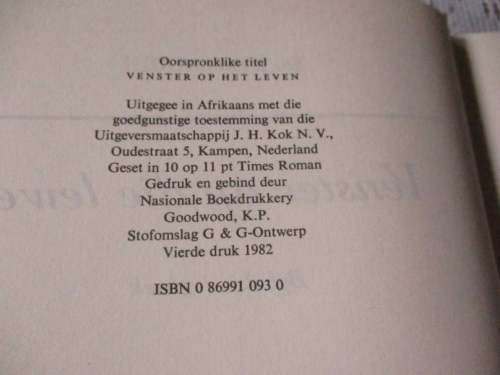 Oorspronklike titel
VENSTER OP HET LEVEN
Uitgegee in Afrikaans met die
goedgunstige toestemming van die
Uitgeversmaatschappij J. H. Kok N. V.,
Oudestraat 5, Kampen, Nederland
Geset in 10 op 11 pt Times Roman
Gedruk en gebind deur
Nasionale Boekdrukkery
Goodwood, K.P.
Stofomslag G & G-Ontwerp
Vierde druk 1982
ISBN 0 86991 093 0